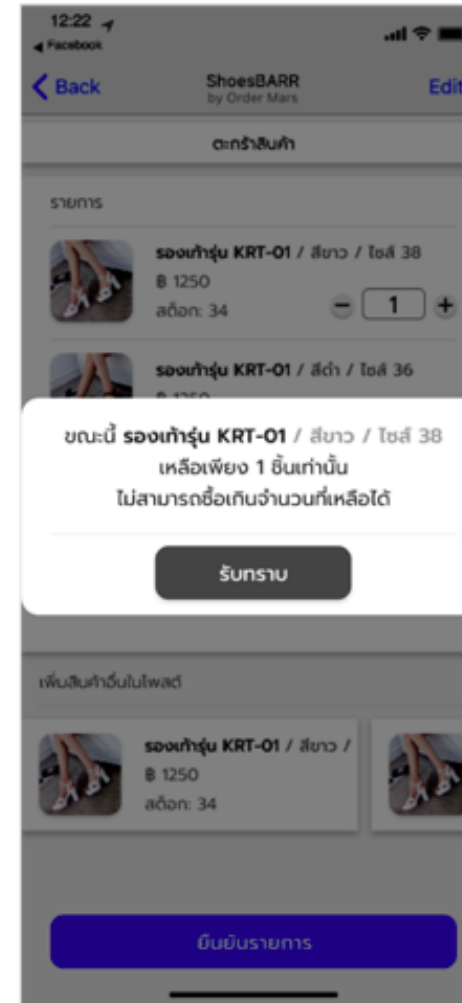 12:22
Facebook
Back
ShoesBARR
Edit
by Order Mars
ตะกร้าสินค้า
รายการ
รองเท้ารุ่น KRT-01 / สีขาว / ไซส์ 38
฿ 1250
สต็อก: 34
1
รองเท้ารุ่น KRT-01 / สีดำ / ไซส์ 36
฿ 1250
ขณะนี้ รองเท้ารุ่น KRT-01 / สีขาว / ไซส์ 38
เหลือเพียง 1 ชิ้นเท่านั้น
ไม่สามารถซื้อเกินจำนวนที่เหลือได้
รับทราบ
เพิ่มสินค้าอื่นในโพสต์
รองเท้ารุ่น KRT-01 / สีขาว /
฿ 1250
สต็อก: 34
ยืนยันรายการ